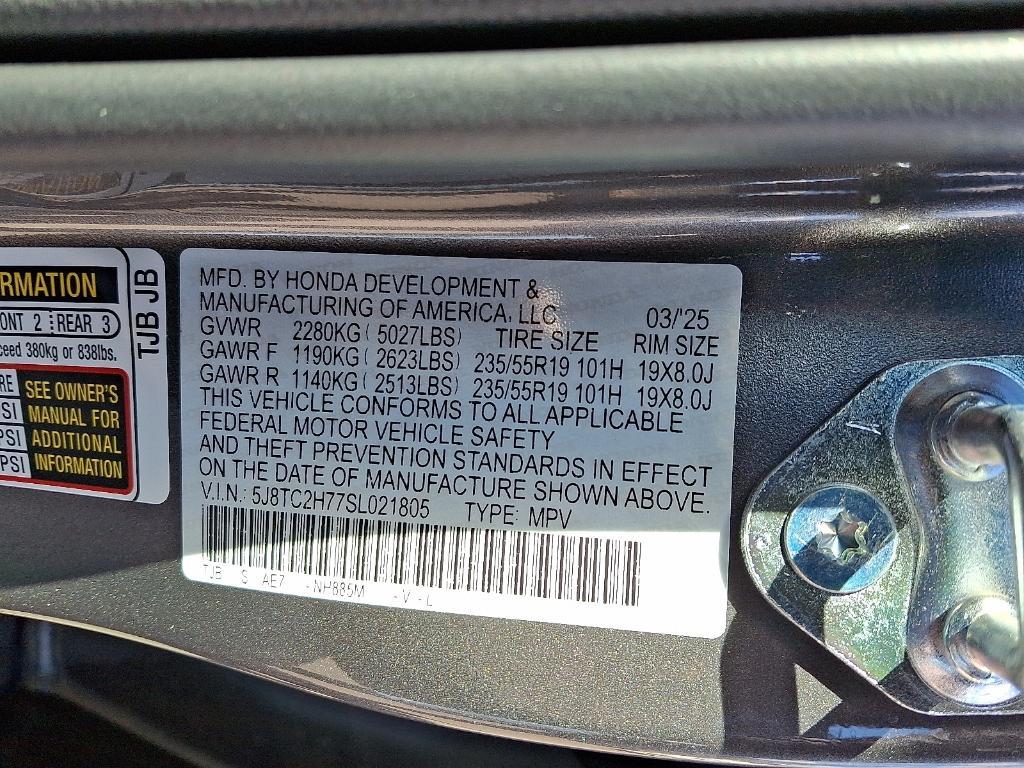 RMATION
ONT 2 REAR 3
ceed 380kg or 838lbs.
RE
SI
PSI
PSI
SEE OWNER'S
MANUAL FOR
ADDITIONAL
INFORMATION
TJB JB
MFD. BY HONDA DEVELOPMENT &
MANUFACTURING OF AMERICA, LLC 03/'25
GVWR 2280KG ( 5027LBS) TIRE SIZE RIM SIZE
GAWR F 1190KG ( 2623LBS) 235/55R19 101H 19X8.0J
GAWR R 1140KG ( 2513LBS) 235/55R19 101H 19X8.0J
THIS VEHICLE CONFORMS TO ALL APPLICABLE
FEDERAL MOTOR VEHICLE SAFETY
AND THEFT PREVENTION STANDARDS IN EFFECT
ON THE DATE OF MANUFACTURE SHOWN ABOVE.
V.I.N.: 5J8TC2H77SL021805 TYPE: MPV
TJB S AE7 -NH885M -V -L